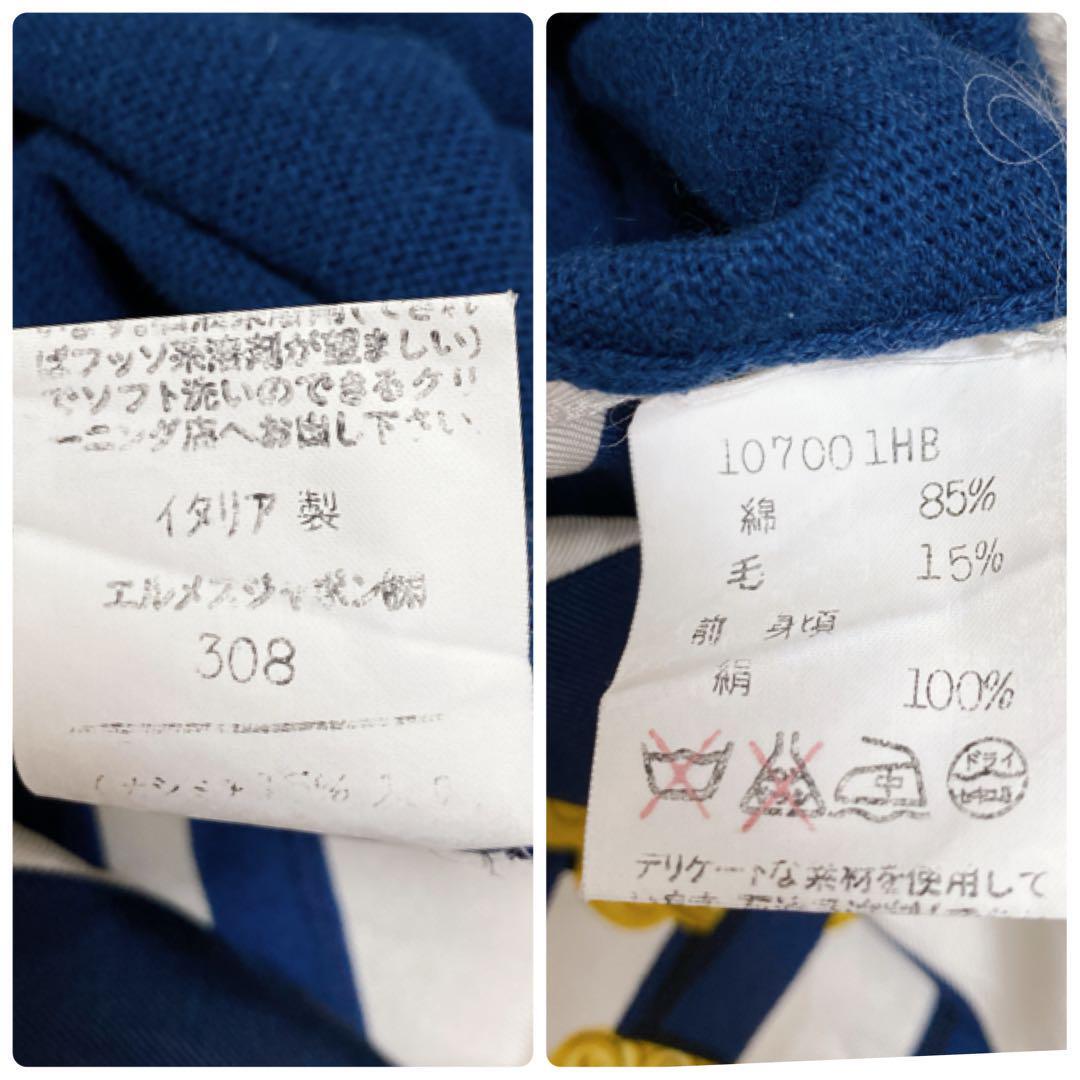 ばフッソ系溶剤が望ましい)
でソフト洗いのできるクリ
ーニング店へお出し下さい
イタリア製
エルメスジャポン㈱
308
107001HB
綿 85%
毛 15%
前 身頃
絹 100%
中
ドライ
デリケートな素材を使用して